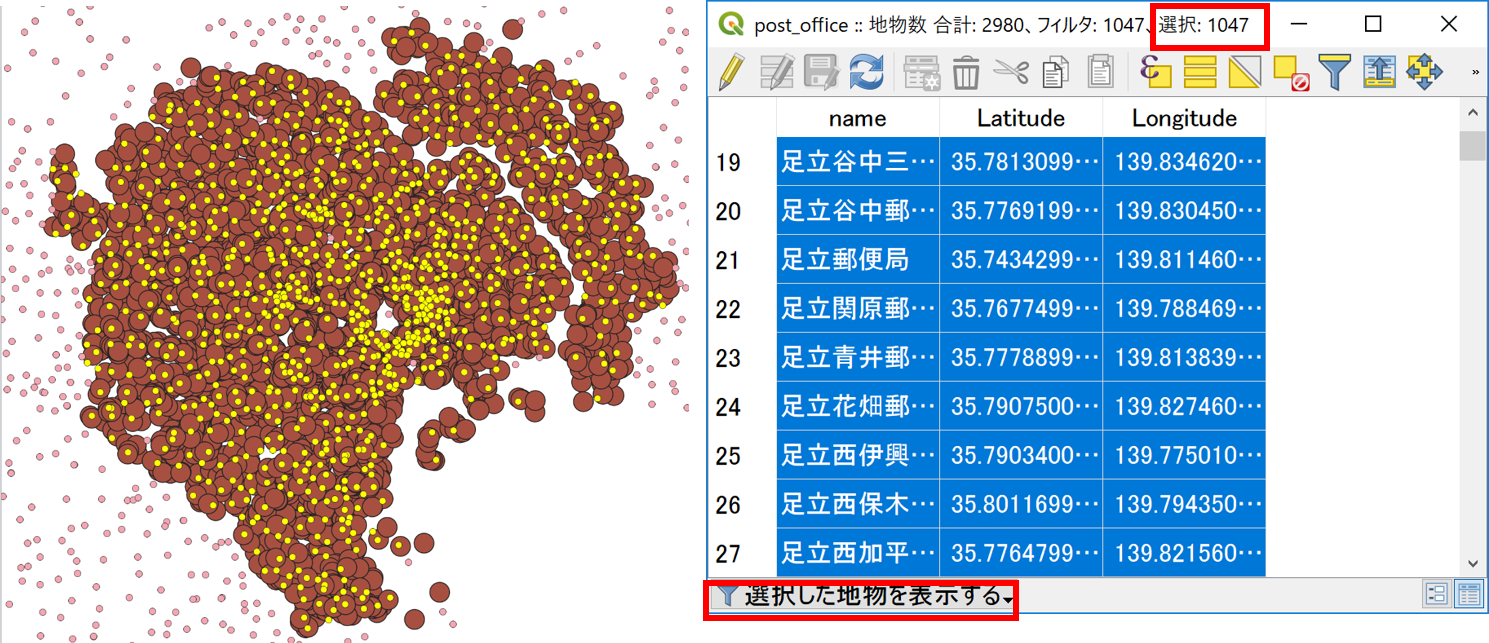 post_office :: 地物数 合計: 2980、フィルタ: 1047、選択: 1047
»
name Latitude Longitude
19 足立谷中三… 35.7813099… 139.834620…
20 足立谷中郵… 35.7769199… 139.830450…
21 足立郵便局 35.7434299… 139.811460…
22 足立関原郵… 35.7677499… 139.788469…
23 足立青井郵… 35.7778899… 139.813839…
24 足立花畑郵… 35.7907500… 139.827460…
25 足立西伊興… 35.7903400… 139.775010…
26 足立西保木… 35.8011699… 139.794350…
27 足立西加平… 35.7764799… 139.821560…
選択した地物を表示する